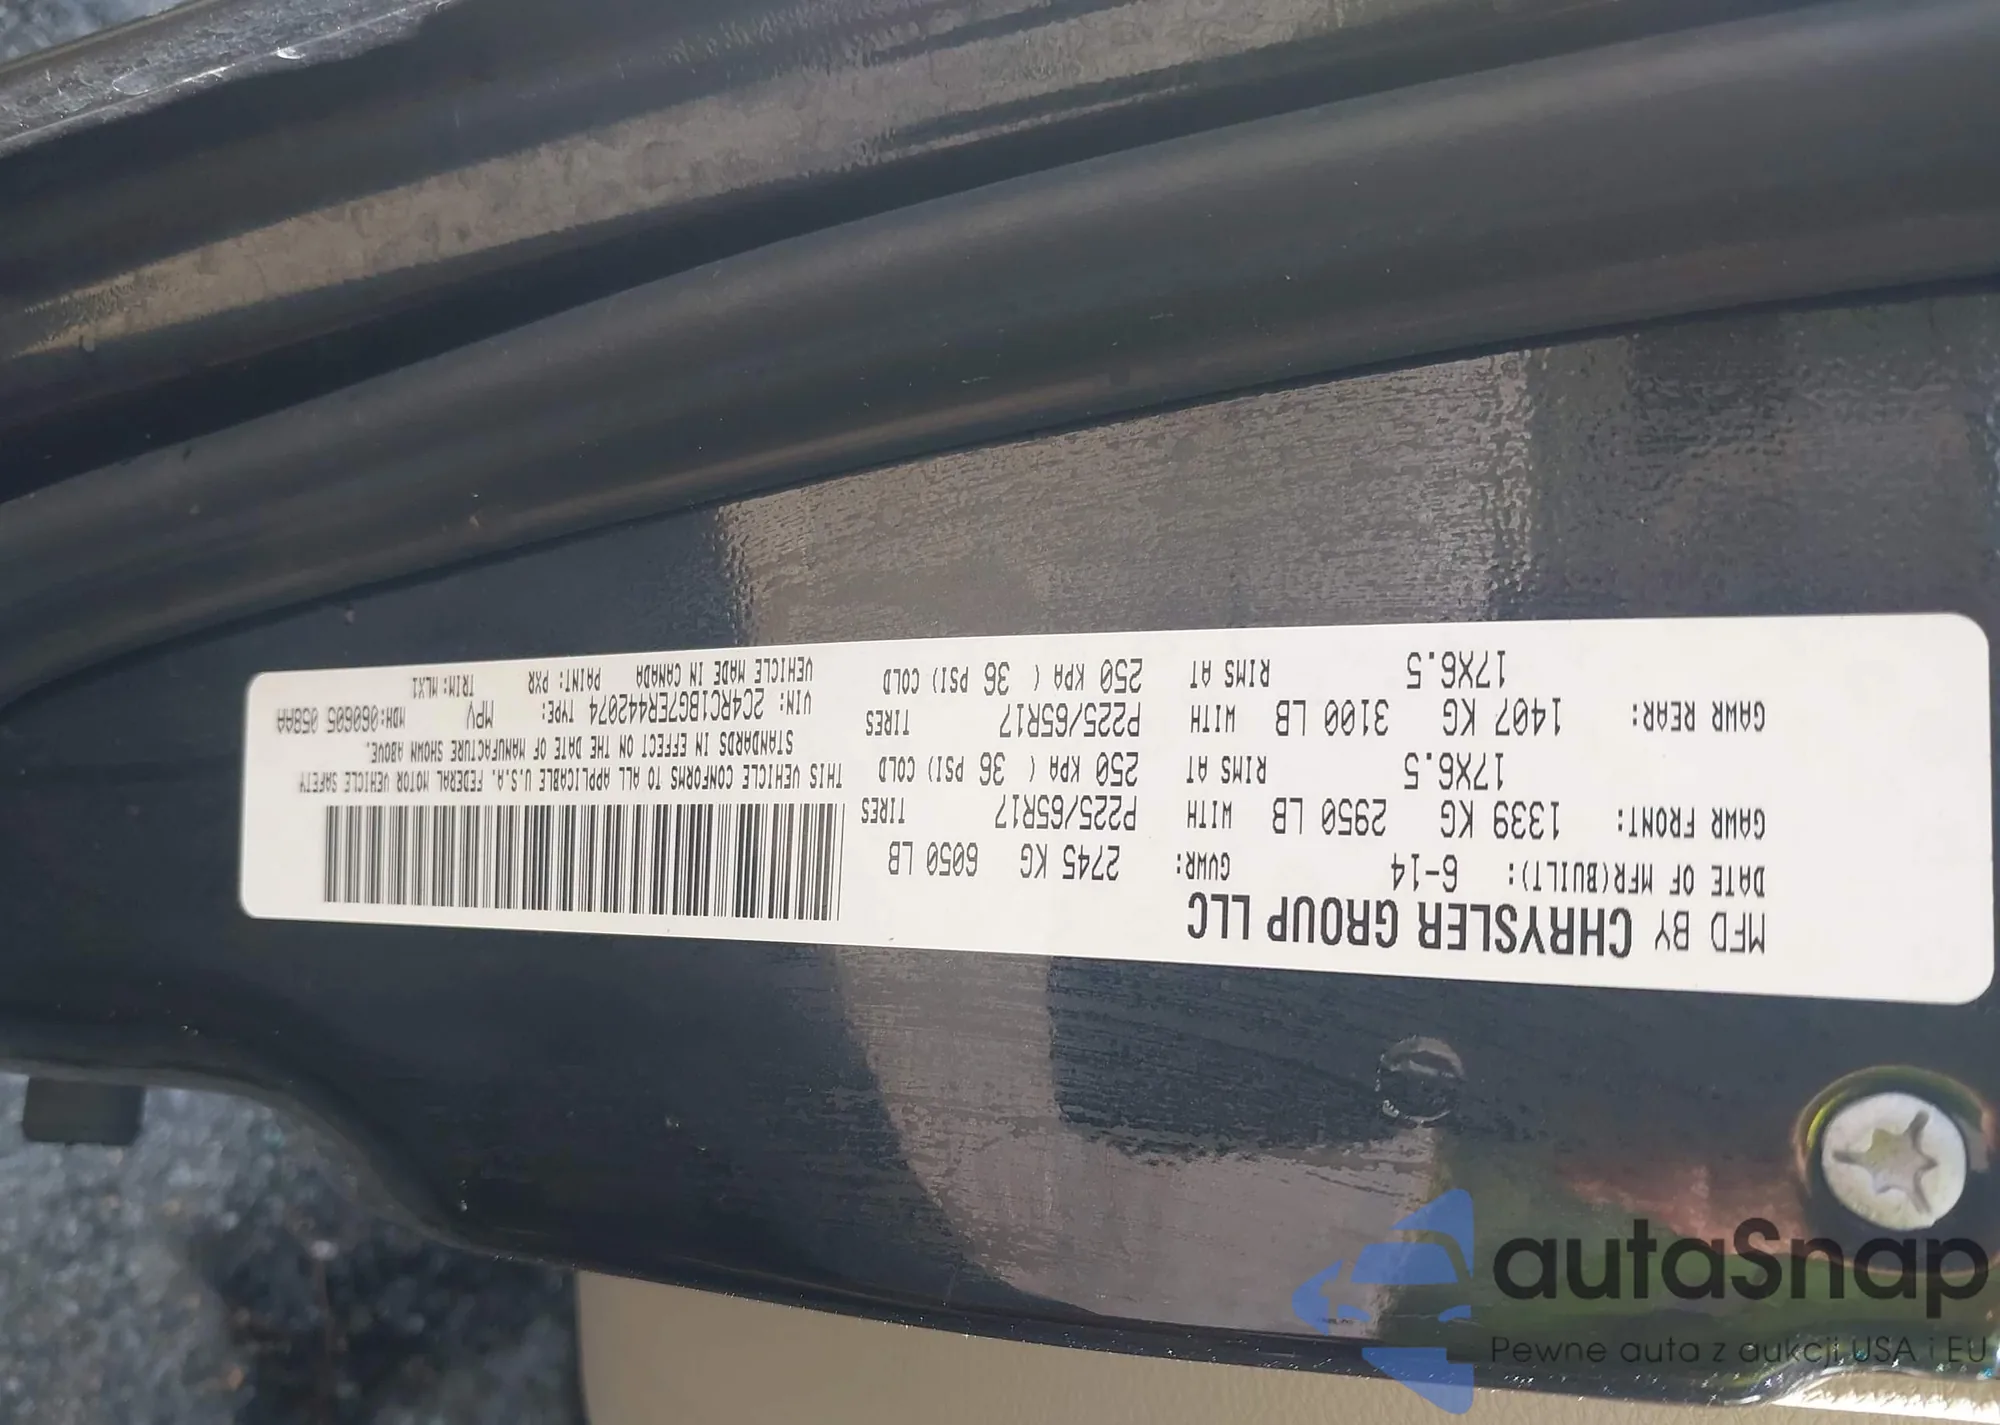 MFD BY CHRYSLER GROUP LLC
DATE OF MFR(BUILT): 6-14 GVWR: 2745 KG 6050 LB
GAWR FRONT: 1339 KG 2950 LB WITH P225/65R17 TIRES
17X6.5 RIMS AT 250 KPA ( 36 PSI) COLD
GAWR REAR: 1407 KG 3100 LB WITH P225/65R17 TIRES
17X6.5 RIMS AT 250 KPA ( 36 PSI) COLD
THIS VEHICLE CONFORMS TO ALL APPLICABLE U.S.A. FEDERAL MOTOR VEHICLE SAFETY
STANDARDS IN EFFECT ON THE DATE OF MANUFACTURE SHOWN ABOVE.
VIN: 2C4RC1BG7ER442074 TYPE: MPV MDH:060605 058AA
VEHICLE MADE IN CANADA PAINT: PXR TRIM: MLX1
autaSnap
Pewne auta z aukcji USA i EU